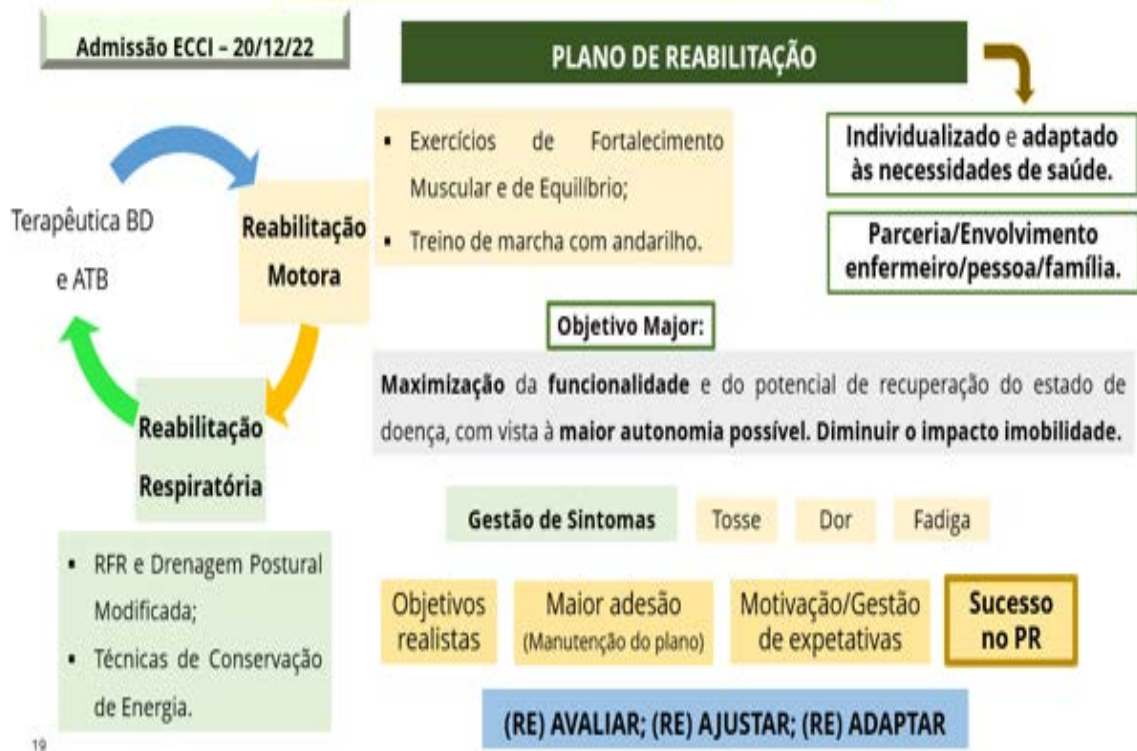 Admissão ECCI – 20/12/22
PLANO DE REABILITAÇÃO
Terapêutica BD
e ATB
Reabilitação
Motora
Reabilitação
Respiratória
▪ RFR e Drenagem Postural
Modificada;
▪ Técnicas de Conservação
de Energia.
▪ Exercícios de Fortalecimento
Muscular e de Equilíbrio;
▪ Treino de marcha com andarilho.
Individualizado e adaptado
às necessidades de saúde.
Parceria/Envolvimento
enfermeiro/pessoa/família.
Objetivo Major:
Maximização da funcionalidade e do potencial de recuperação do estado de
doença, com vista à maior autonomia possível. Diminuir o impacto imobilidade.
Gestão de Sintomas
Tosse
Dor
Fadiga
Objetivos
realistas
Maior adesão
(Manutenção do plano)
Motivação/Gestão
de expetativas
Sucesso
no PR
(RE) AVALIAR; (RE) AJUSTAR; (RE) ADAPTAR
19